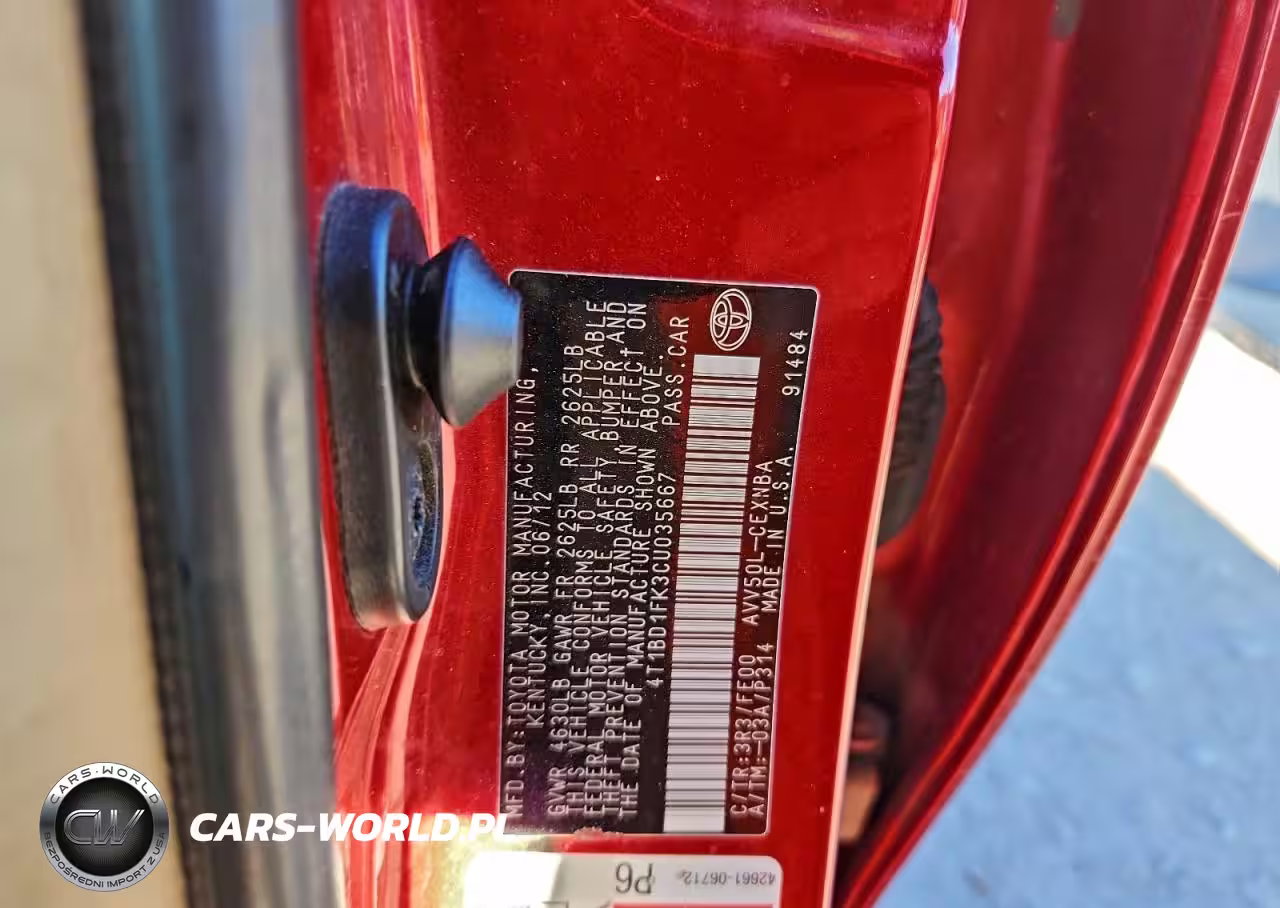 MFD.BY:TOYOTA MOTOR MANUFACTURING,
KENTUCKY, INC. 06/12
GVWR 4630LB GAWR FR 2625LB RR 2625LB
THIS VEHICLE CONFORMS TO ALL APPLICABLE
FEDERAL MOTOR VEHICLE SAFETY, BUMPER, AND
THEFT PREVENTION STANDARDS IN EFFECT ON
THE DATE OF MANUFACTURE SHOWN ABOVE.
4T1BD1FK3CU035667 PASS.CAR
C/TR:3R3/FE00 AVV50L-CEXNBA
A/TM:-03A/P314 MADE IN U.S.A. 91484
P6
42661-06712
CARS-WORLD
CW
BEZPOŚREDNI IMPORT Z USA
CARS-WORLD.PL